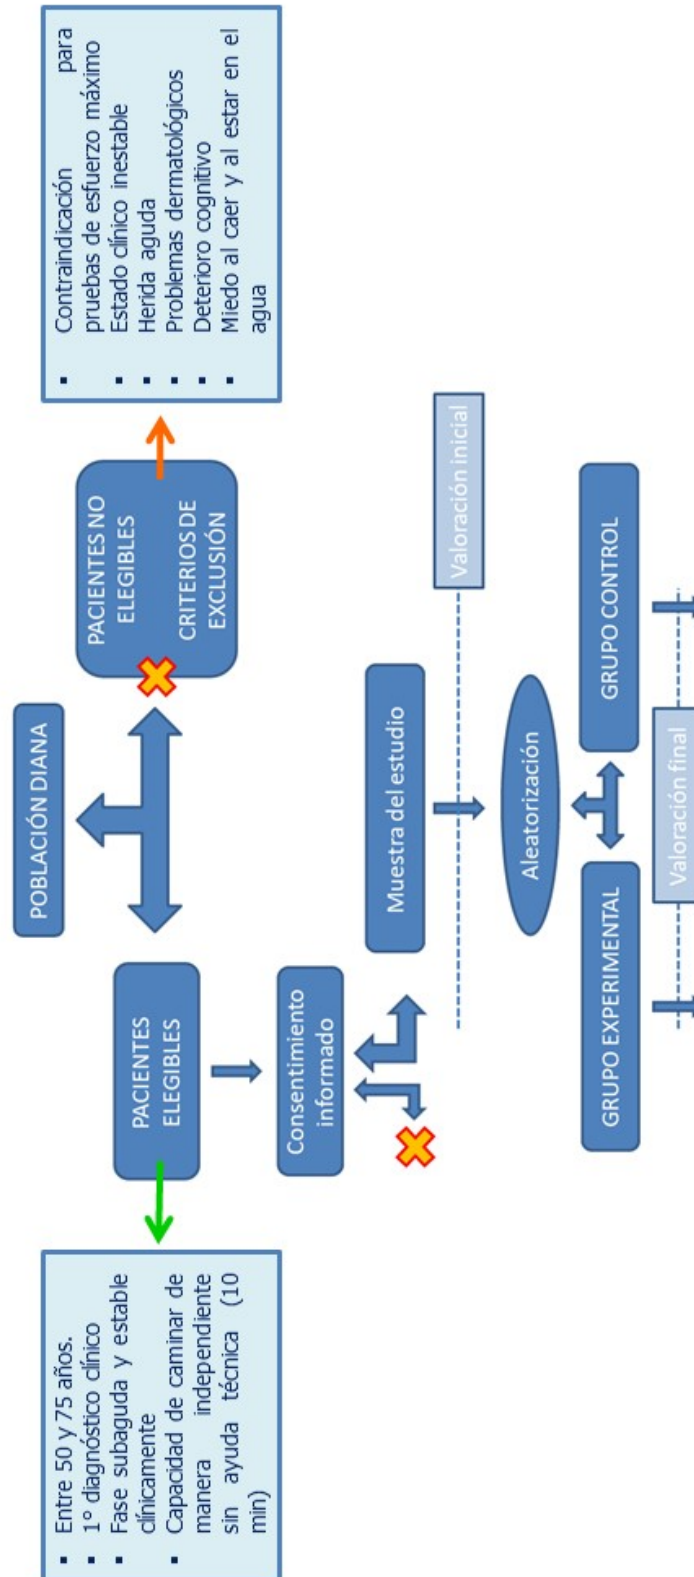 POBLACIÓN DIANA
▪ Entre 50 y 75 años.
▪ 1º diagnóstico clínico
▪ Fase subaguda y estable
clínicamente
▪ Capacidad de caminar de
manera independiente
sin ayuda técnica (10
min)
PACIENTES
ELEGIBLES
PACIENTES NO
ELEGIBLES
CRITERIOS DE
EXCLUSIÓN
▪ Contraindicación para
pruebas de esfuerzo máximo
▪ Estado clínico inestable
▪ Herida aguda
▪ Problemas dermatológicos
▪ Deterioro cognitivo
▪ Miedo al caer y al estar en el
agua
Consentimiento
informado
Muestra del estudio
Valoración inicial
Aleatorización
GRUPO EXPERIMENTAL
GRUPO CONTROL
Valoración final